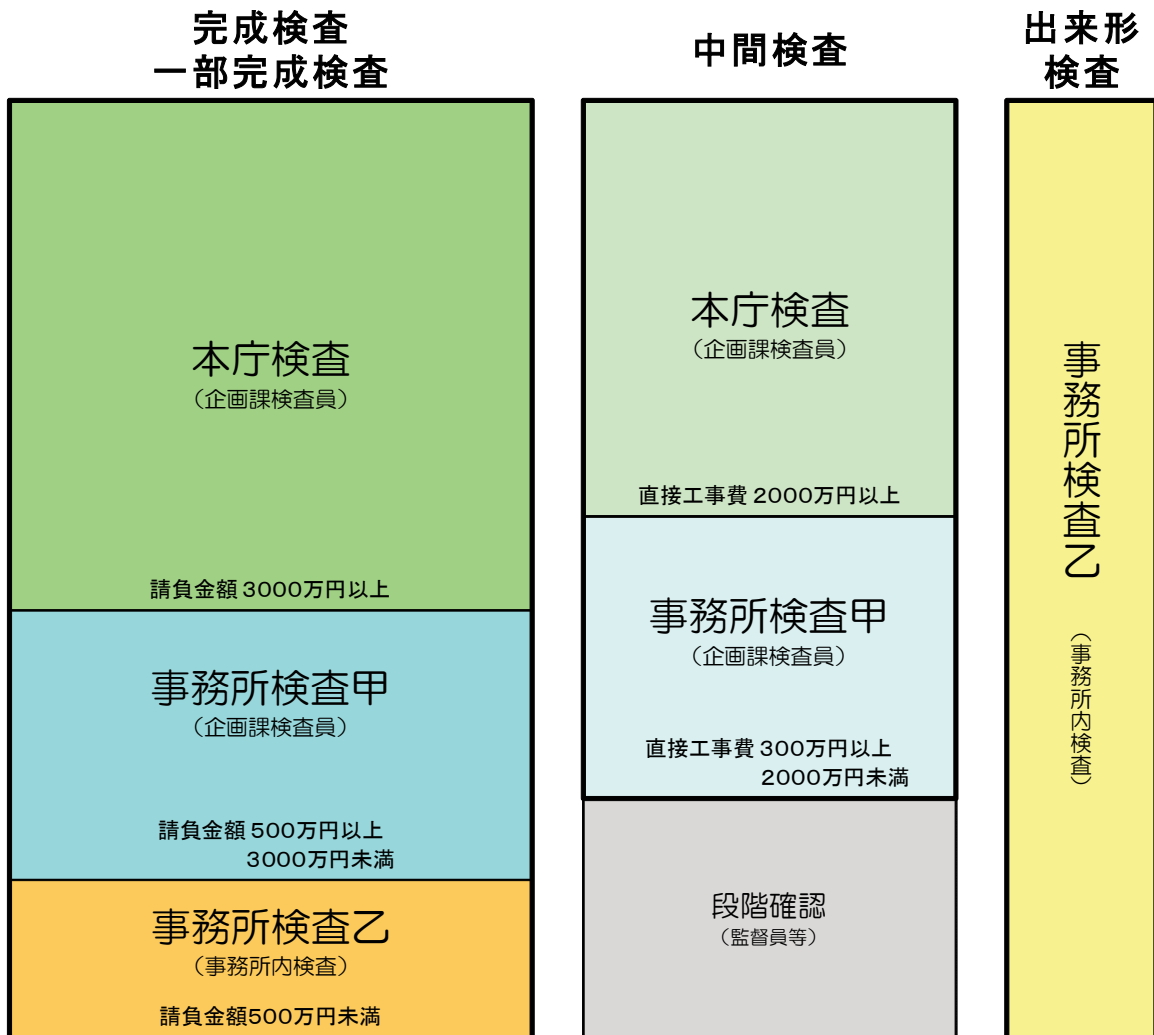 完成検査
一部完成検査
本庁検査
（企画課検査員）
請負金額 3000万円以上
事務所検査甲
（企画課検査員）
請負金額 500万円以上
3000万円未満
事務所検査乙
（事務所内検査）
請負金額500万円未満
中間検査
本庁検査
（企画課検査員）
直接工事費 2000万円以上
事務所検査甲
（企画課検査員）
直接工事費 300万円以上
2000万円未満
段階確認
（監督員等）
出来形
検査
事務所検査乙
（事務所内検査）